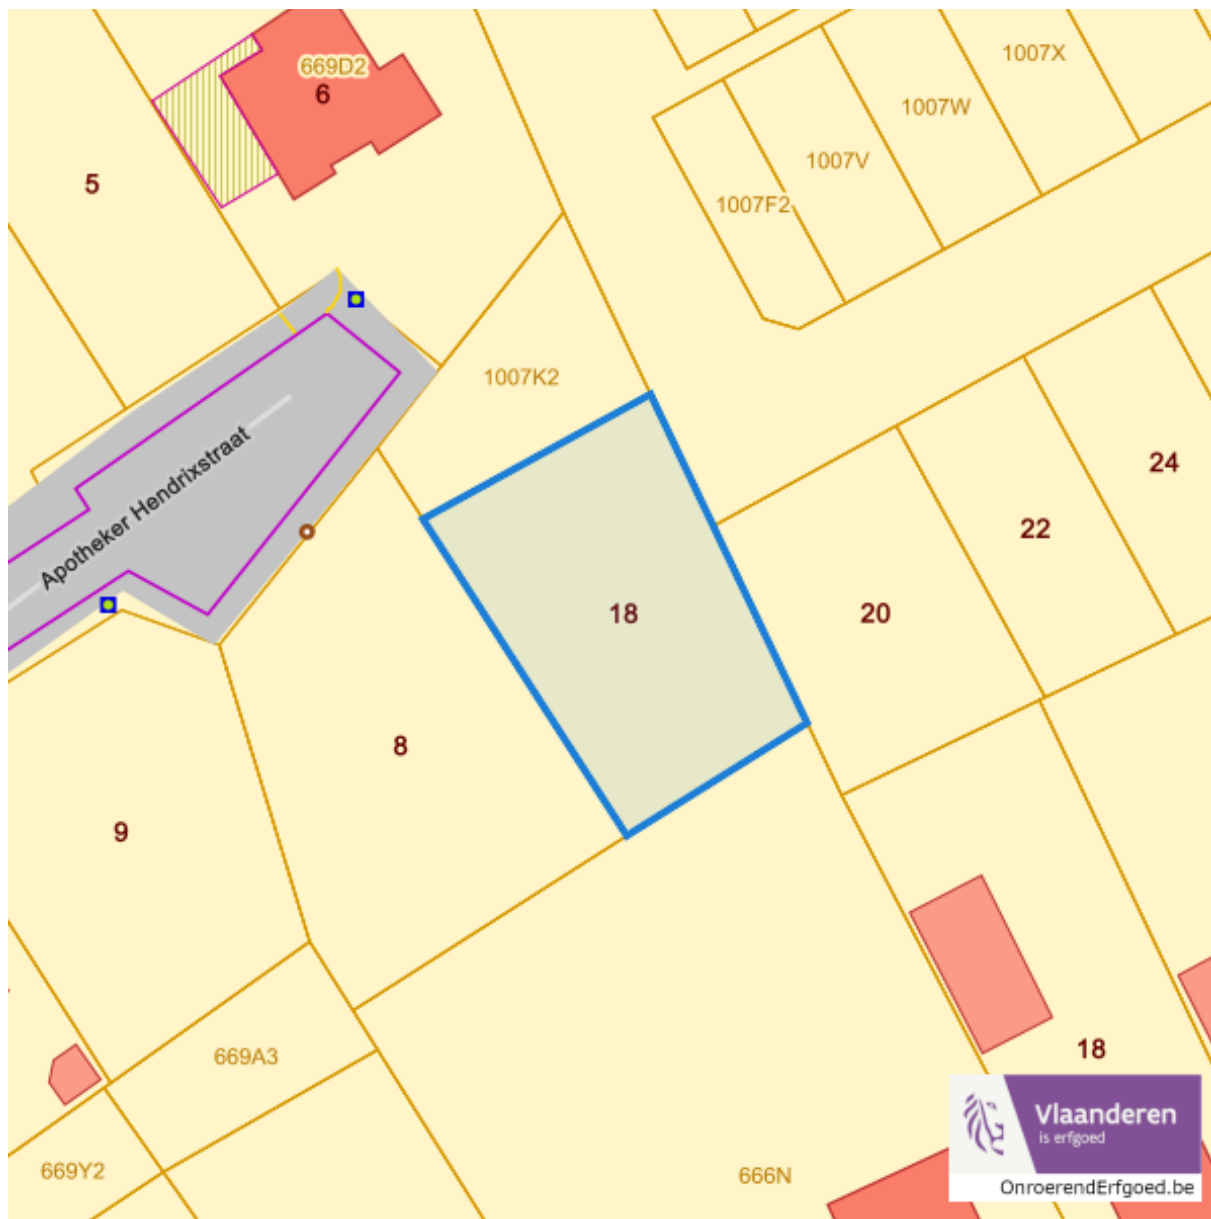 1007X
669D2
6
1007W
1007V
5
1007F2
1007K2
24
Apotheker Hendrixstraat
22
18
20
8
9
18
669A3
Vlaanderen
is erfgoed
669Y2
666N
OnroerendErfgoed.be